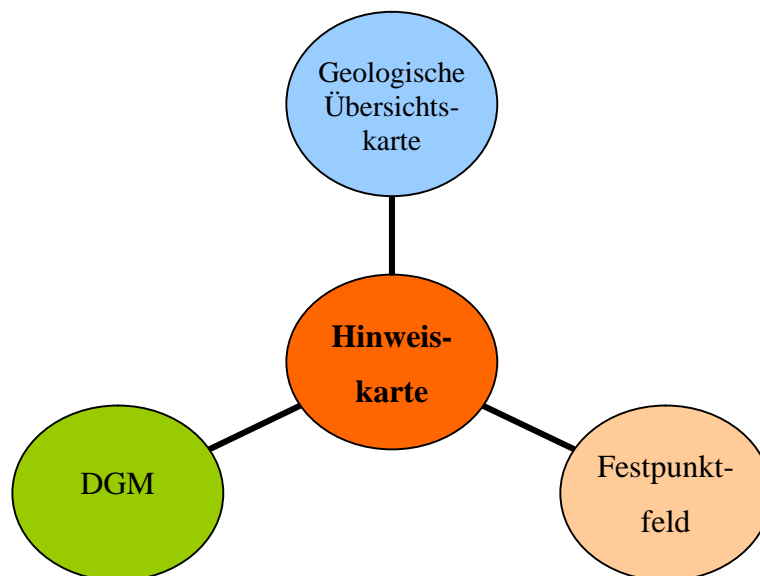 Geologische
Übersichts-
karte
Hinweis-
karte
DGM
Festpunkt-
feld